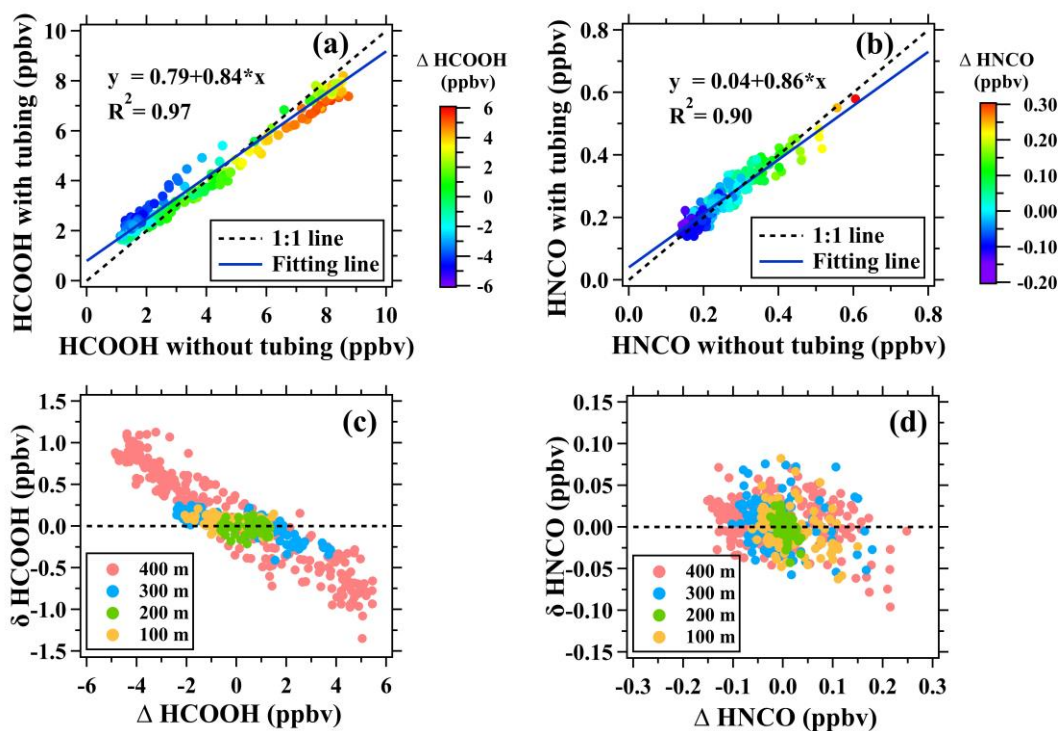 (a)
y = 0.79+0.84*x
R2= 0.97
HCOOH with tubing (ppbv)
10
8
6
4
2
0
1:1 line
Fitting line
0 2 4 6 8 10
HCOOH without tubing (ppbv)
Δ HCOOH
(ppbv)
6
4
2
0
-2
-4
-6
(b)
y = 0.04+0.86*x
R2= 0.90
HNCO with tubing (ppbv)
0.8
0.6
0.4
0.2
0.0
1:1 line
Fitting line
0.0 0.2 0.4 0.6 0.8
HNCO without tubing (ppbv)
Δ HNCO
(ppbv)
0.30
0.20
0.10
0.00
-0.10
-0.20
(c)
δ HCOOH (ppbv)
1.5
1.0
0.5
0.0
-0.5
-1.0
-1.5
400 m
300 m
200 m
100 m
-6 -4 -2 0 2 4 6
Δ HCOOH (ppbv)
(d)
δ HNCO (ppbv)
0.15
0.10
0.05
0.00
-0.05
-0.10
-0.15
400 m
300 m
200 m
100 m
-0.3 -0.2 -0.1 0.0 0.1 0.2 0.3
Δ HNCO (ppbv)